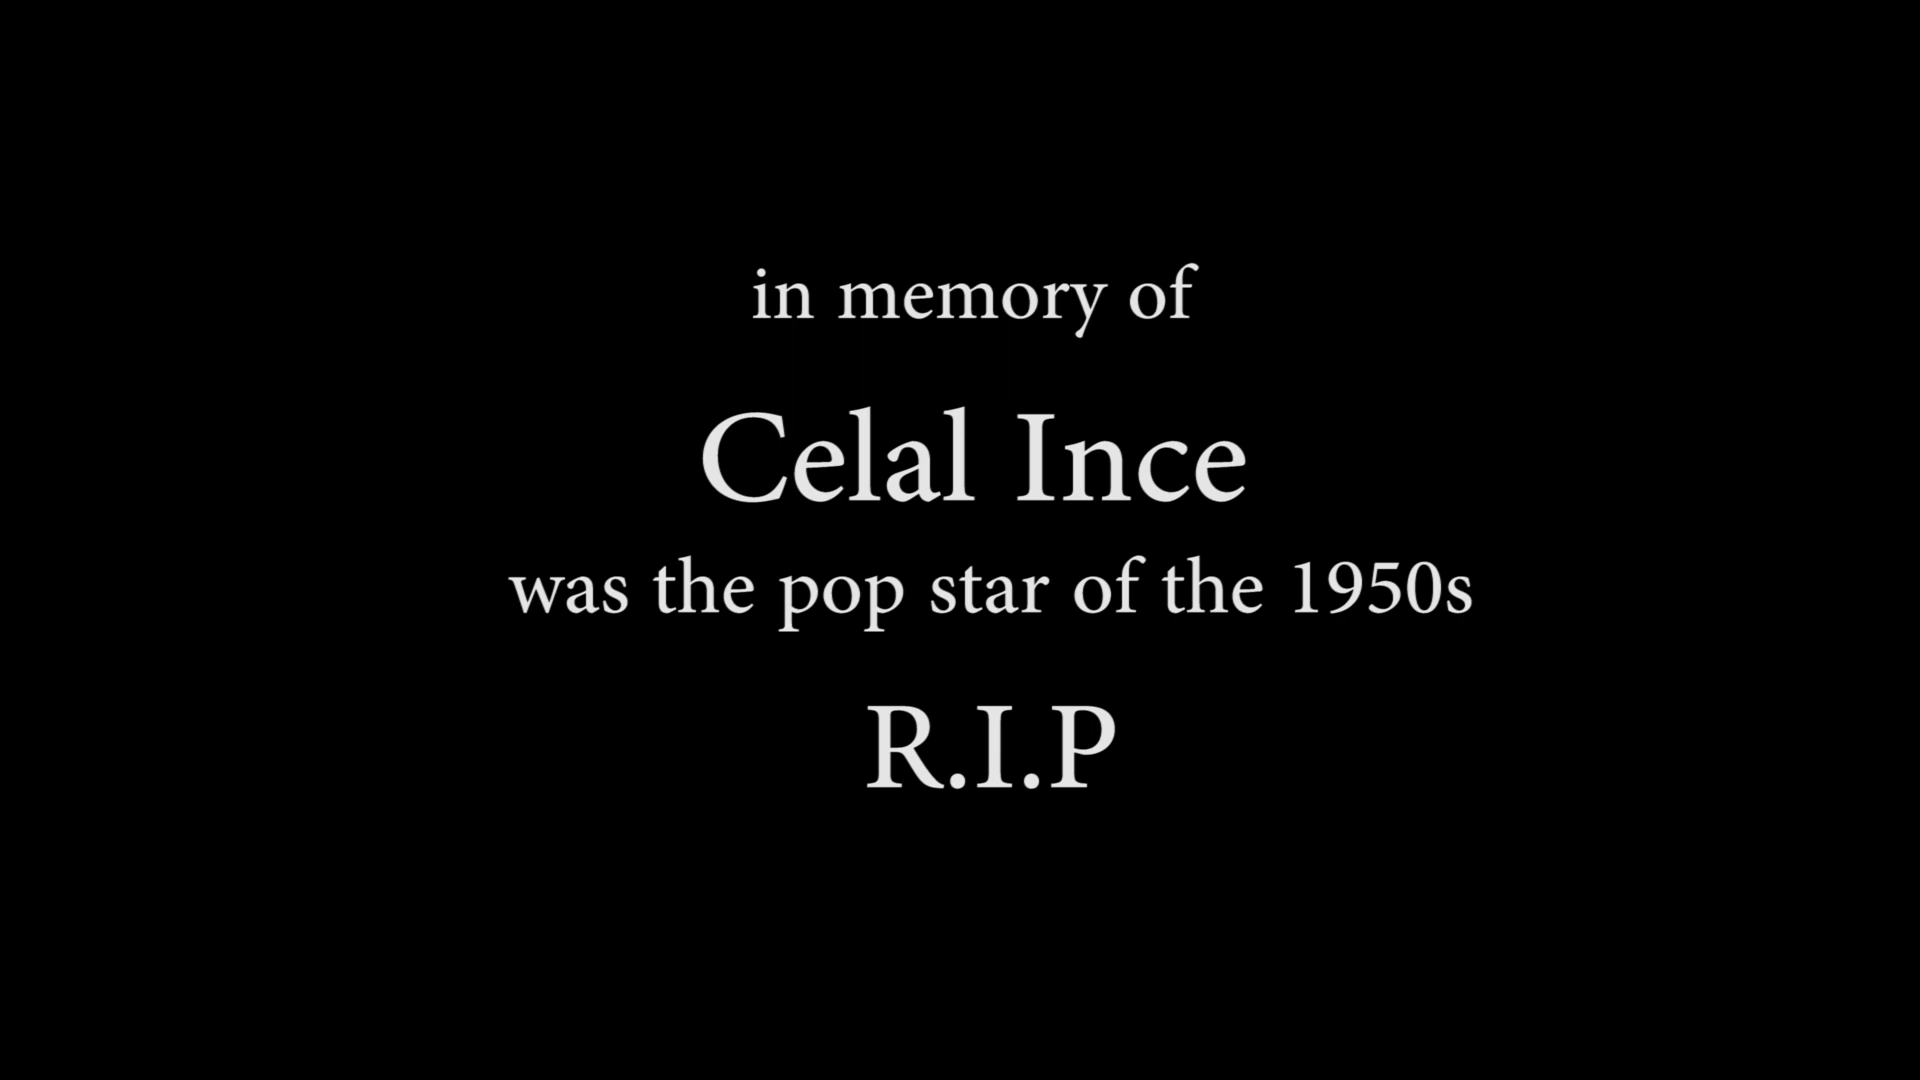 in memory of
Celal Ince
was the pop star of the 1950s
R.I.P